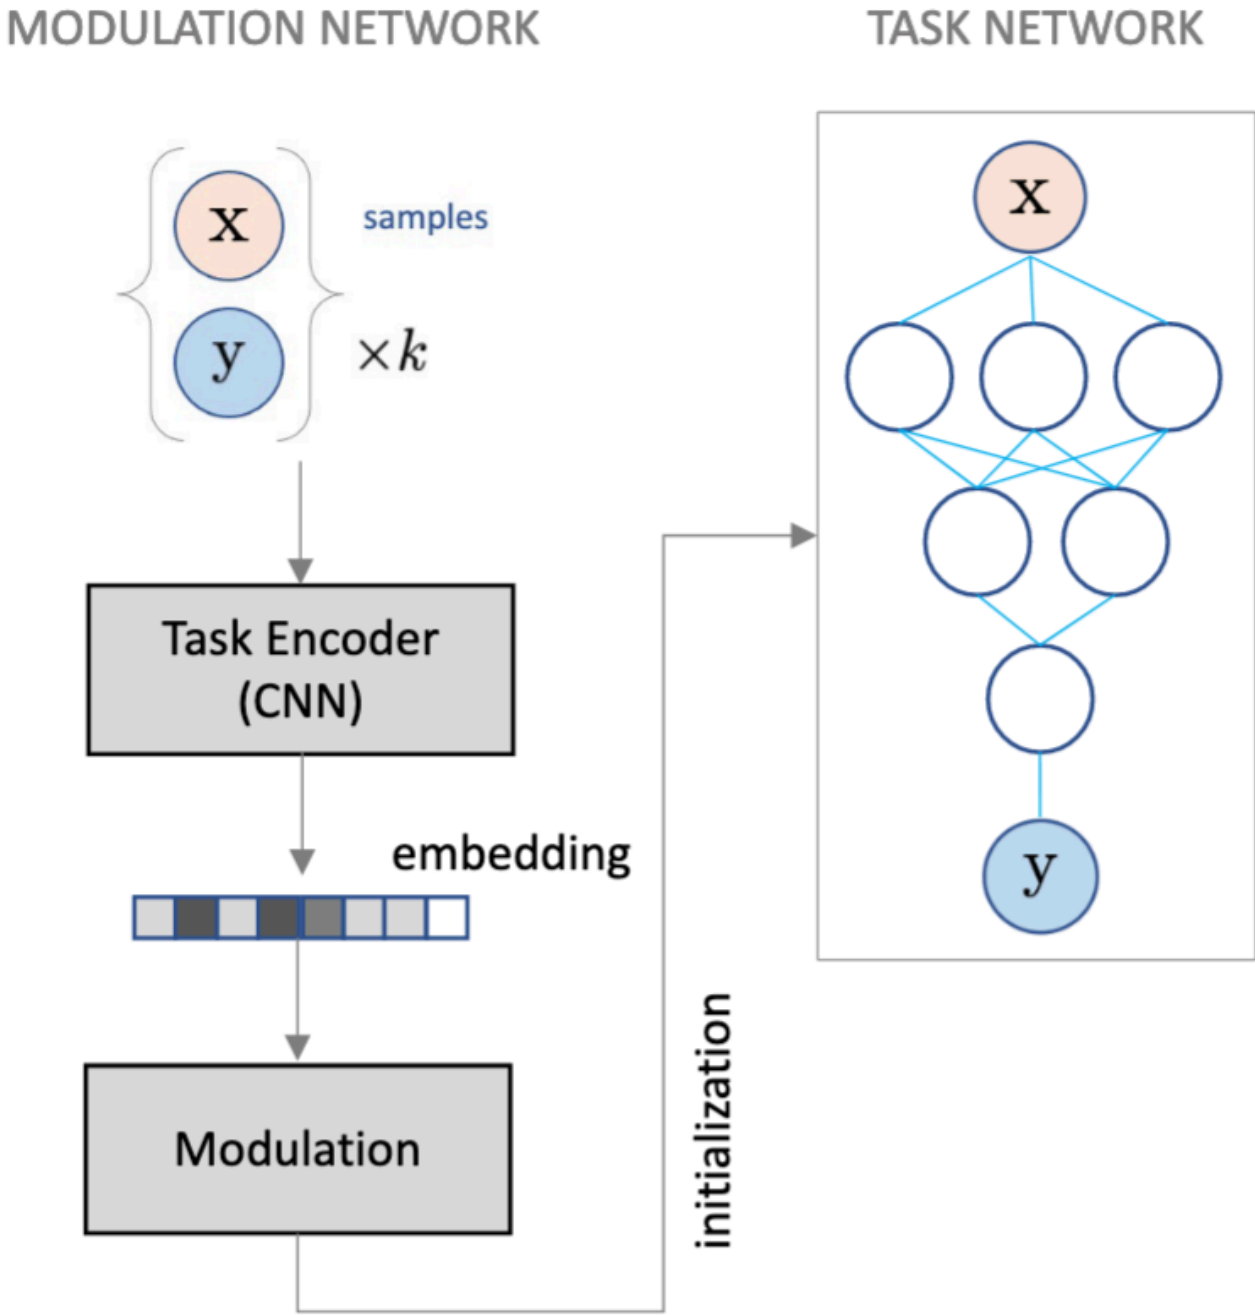 MODULATION NETWORK
TASK NETWORK
x
samples
y
×k
Task Encoder
(CNN)
embedding
Modulation
initialization
x
y